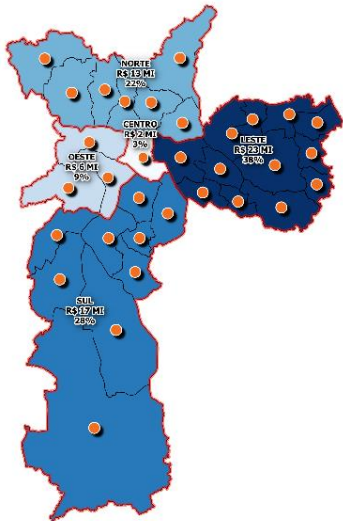 NORTE
R$ 13 MI
22%
CENTRO
R$ 2 MI
3%
LESTE
R$ 23 MI
38%
OESTE
R$ 6 MI
9%
SUL
R$ 17 MI
28%